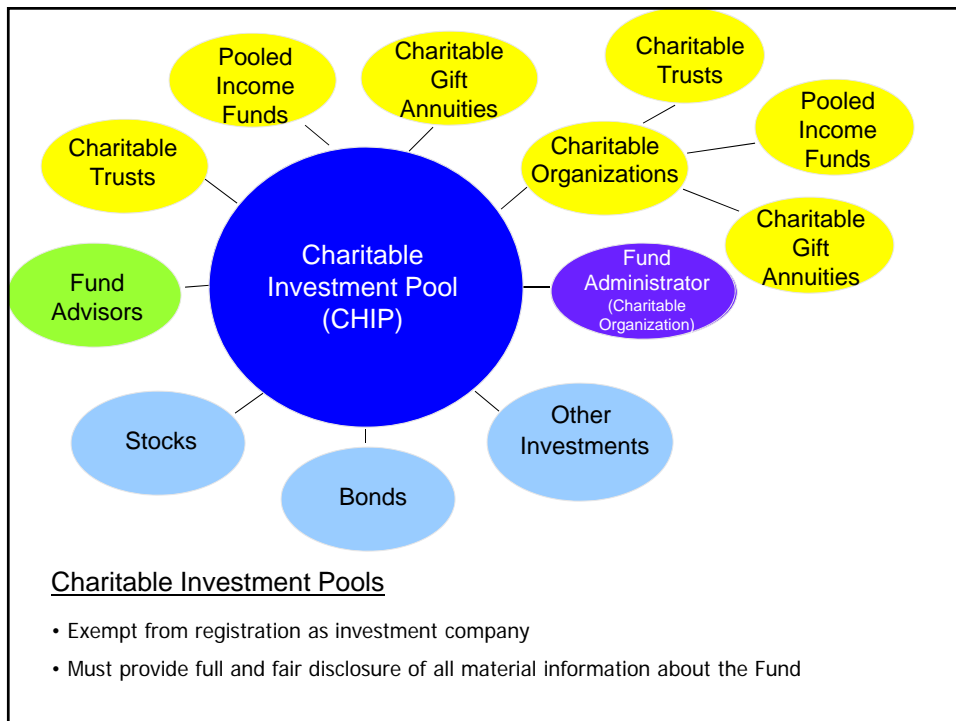 Charitable
Trusts
Pooled
Income
Funds
Charitable
Gift
Annuities
Charitable
Organizations
Charitable
Trusts
Pooled
Income
Funds
Charitable
Gift
Annuities
Fund
Advisors
Charitable
Investment Pool
(CHIP)
Fund
Administrator
(Charitable
Organization)
Stocks
Bonds
Other
Investments
Charitable Investment Pools
• Exempt from registration as investment company
• Must provide full and fair disclosure of all material information about the Fund